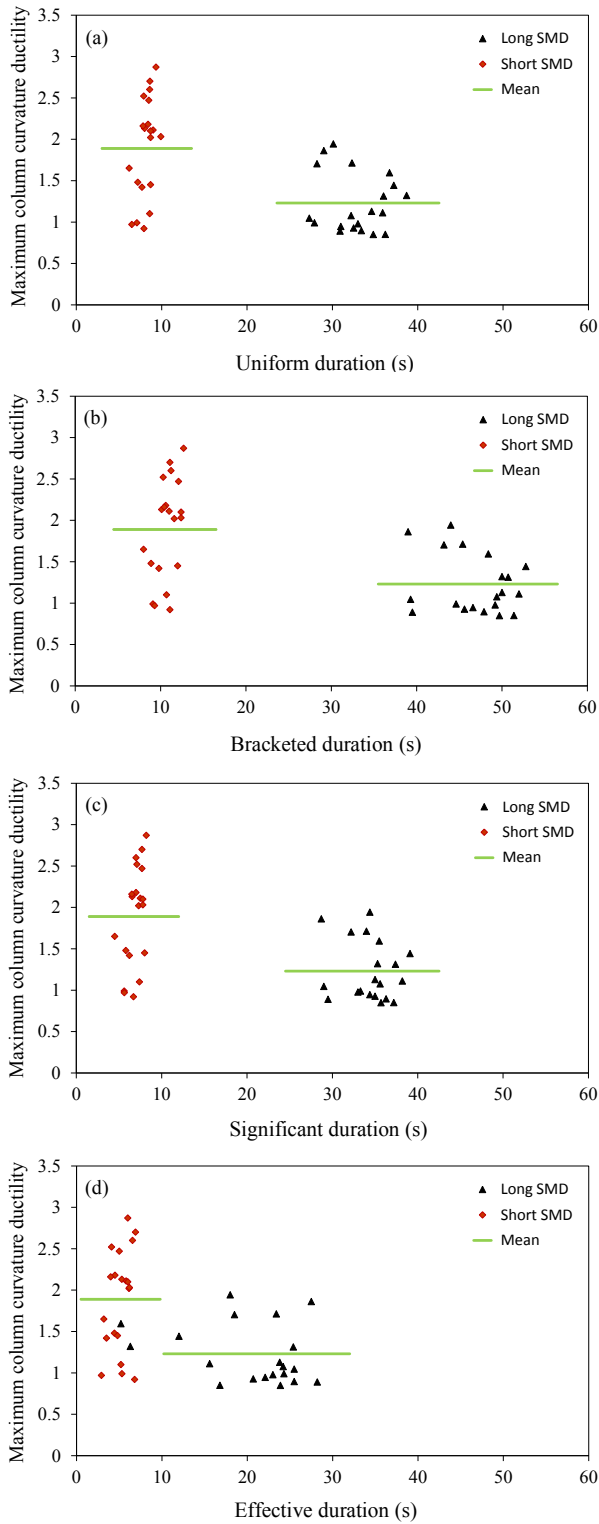 3.5
3
2.5
2
1.5
1
0.5
0
Maximum column curvature ductility
(a)
Long SMD
Short SMD
Mean
0 10 20 30 40 50 60
Uniform duration (s)
3.5
3
2.5
2
1.5
1
0.5
0
Maximum column curvature ductility
(b)
Long SMD
Short SMD
Mean
0 10 20 30 40 50 60
Bracketed duration (s)
3.5
3
2.5
2
1.5
1
0.5
0
Maximum column curvature ductility
(c)
Long SMD
Short SMD
Mean
0 10 20 30 40 50 60
Significant duration (s)
3.5
3
2.5
2
1.5
1
0.5
0
Maximum column curvature ductility
(d)
Long SMD
Short SMD
Mean
0 10 20 30 40 50 60
Effective duration (s)